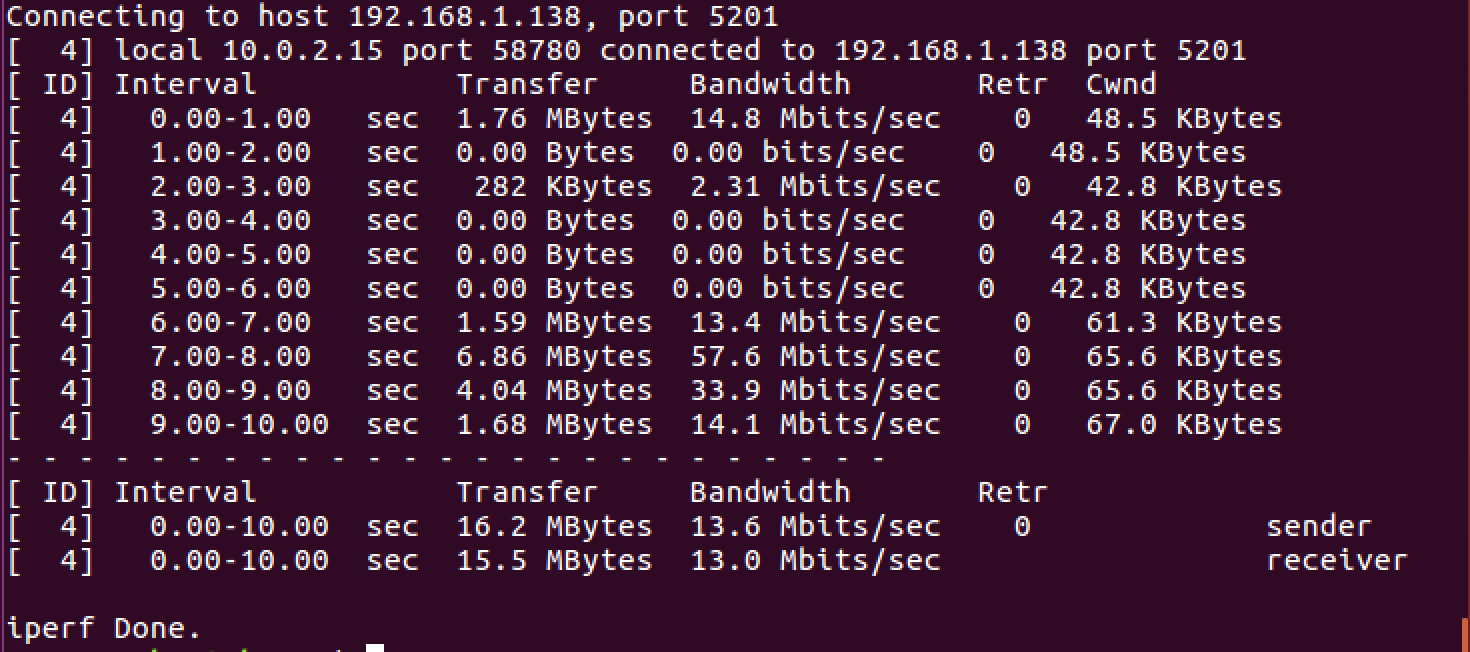 Connecting to host 192.168.1.138, port 5201
[  4] local 10.0.2.15 port 58780 connected to 192.168.1.138 port 5201
[ ID] Interval           Transfer     Bandwidth       Retr  Cwnd
[  4]   0.00-1.00   sec  1.76 MBytes  14.8 Mbits/sec    0   48.5 KBytes
[  4]   1.00-2.00   sec  0.00 Bytes  0.00 bits/sec    0   48.5 KBytes
[  4]   2.00-3.00   sec   282 KBytes  2.31 Mbits/sec    0   42.8 KBytes
[  4]   3.00-4.00   sec  0.00 Bytes  0.00 bits/sec    0   42.8 KBytes
[  4]   4.00-5.00   sec  0.00 Bytes  0.00 bits/sec    0   42.8 KBytes
[  4]   5.00-6.00   sec  0.00 Bytes  0.00 bits/sec    0   42.8 KBytes
[  4]   6.00-7.00   sec  1.59 MBytes  13.4 Mbits/sec    0   61.3 KBytes
[  4]   7.00-8.00   sec  6.86 MBytes  57.6 Mbits/sec    0   65.6 KBytes
[  4]   8.00-9.00   sec  4.04 MBytes  33.9 Mbits/sec    0   65.6 KBytes
[  4]   9.00-10.00  sec  1.68 MBytes  14.1 Mbits/sec    0   67.0 KBytes
- - - - - - - - - - - - - - - - - - - - - - - - -
[ ID] Interval           Transfer     Bandwidth       Retr
[  4]   0.00-10.00  sec  16.2 MBytes  13.6 Mbits/sec    0             sender
[  4]   0.00-10.00  sec  15.5 MBytes  13.0 Mbits/sec                  receiver
iperf Done.